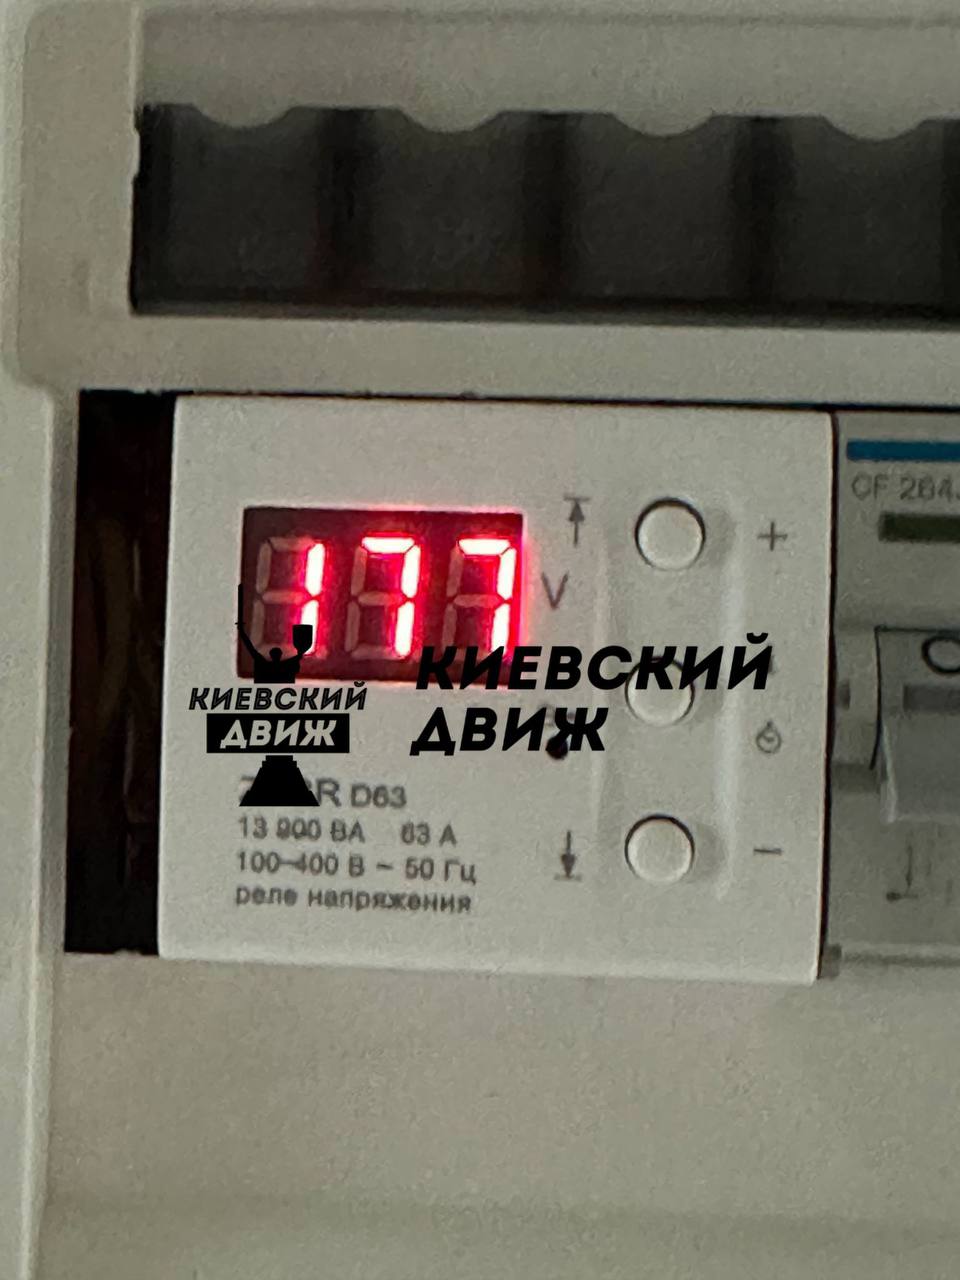 177
V
+
КИЕВСКИЙ
ДВИЖ
КИЕВСКИЙ
ДВИЖ
D63
13 900 ВА 63 А
100-400 В ~ 50 Гц
реле напряжения
−